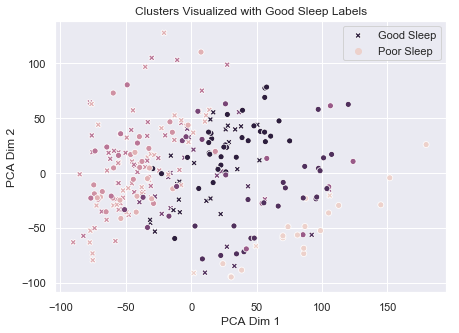 Clusters Visualized with Good Sleep Labels
Good Sleep
Poor Sleep
PCA Dim 2
100
50
0
−50
−100
−100
−50
0
50
100
150
PCA Dim 1